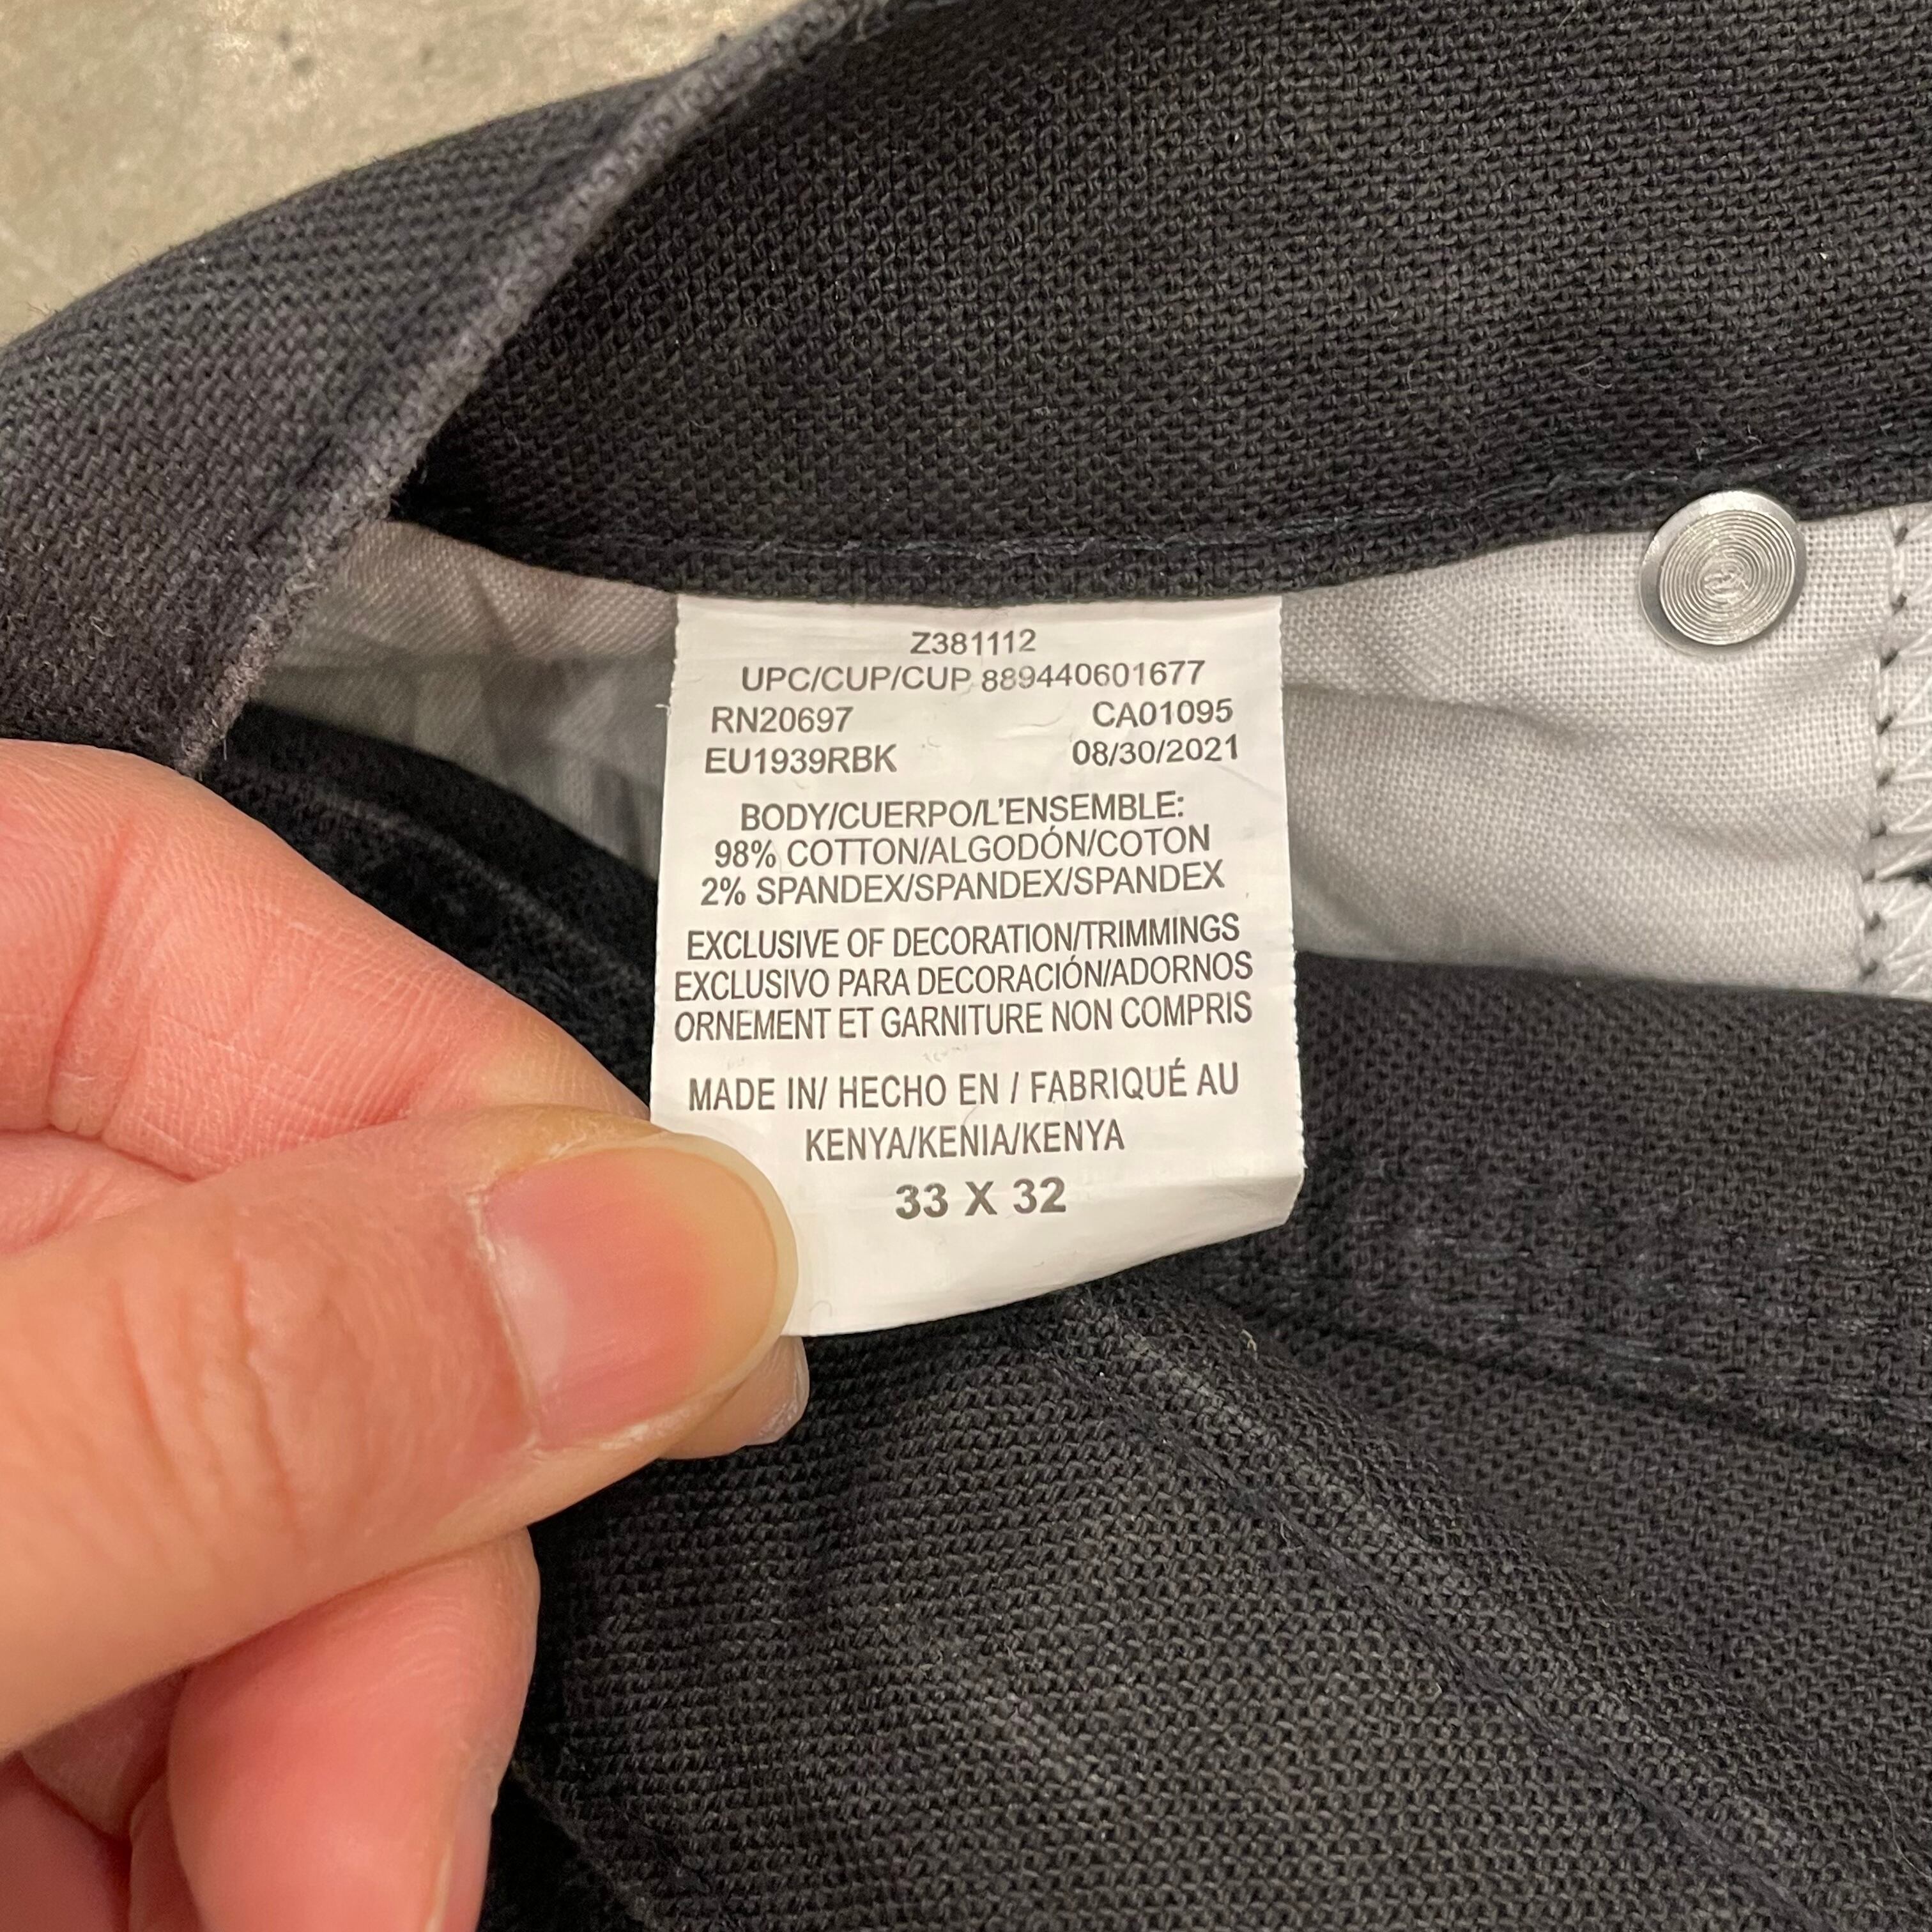 Z381112
UPC/CUP/CUP 889440601677
RN20697 CA01095
EU1939RBK 08/30/2021
BODY/CUERPO/L'ENSEMBLE:
98% COTTON/ALGODÓN/COTON
2% SPANDEX/SPANDEX/SPANDEX
EXCLUSIVE OF DECORATION/TRIMMINGS
EXCLUSIVO PARA DECORACIÓN/ADORNOS
ORNEMENT ET GARNITURE NON COMPRIS
MADE IN/ HECHO EN / FABRIQUÉ AU
KENYA/KENIA/KENYA
33 X 32